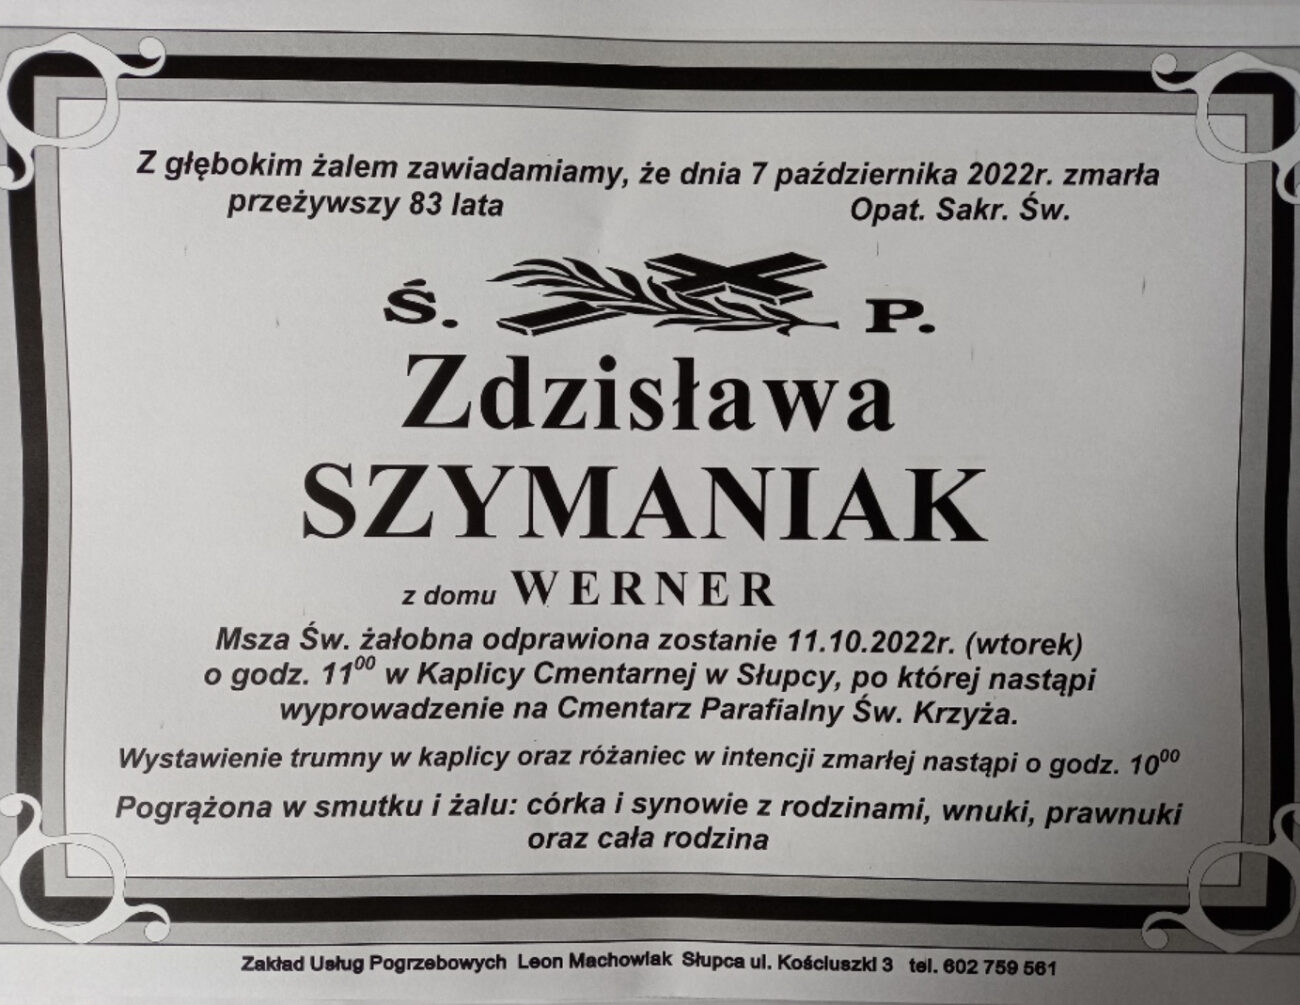 Z głębokim żalem zawiadamiamy, że dnia 7 października 2022r. zmarła
przeżywszy 83 lata Opat. Sakr. Św.
Ś. P.
Zdzisława
SZYMANIAK
z domu WERNER
Msza Św. żałobna odprawiona zostanie 11.10.2022r. (wtorek)
o godz. 11⁰⁰ w Kaplicy Cmentarnej w Słupcy, po której nastąpi
wyprowadzenie na Cmentarz Parafialny Św. Krzyża.
Wystawienie trumny w kaplicy oraz różaniec w intencji zmarłej nastąpi o godz. 10⁰⁰
Pogrążona w smutku i żalu: córka i synowie z rodzinami, wnuki, prawnuki
oraz cała rodzina
Zakład Usług Pogrzebowych Leon Machowiak Słupca ul. Kościuszki 3 tel. 602 759 561